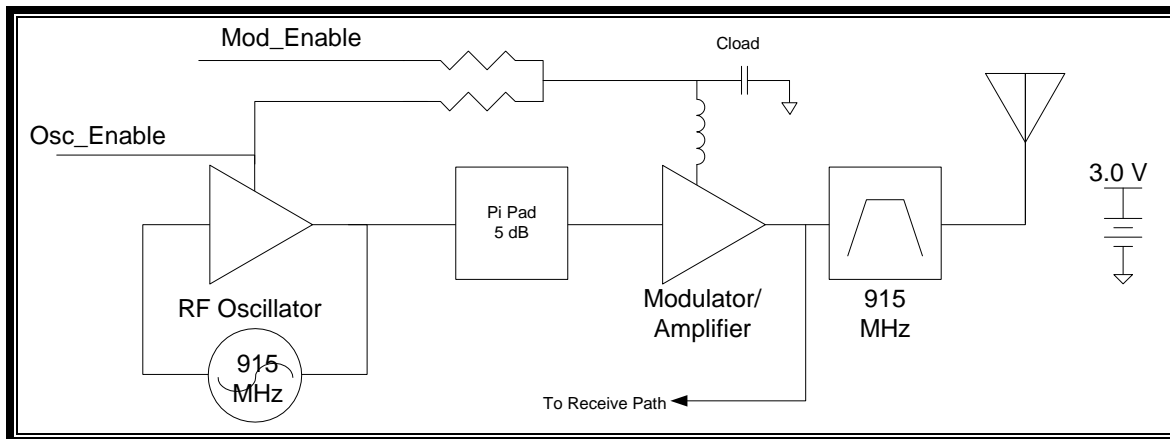 Mod_Enable
Cload
Osc_Enable
3.0 V
Pi Pad
5 dB
RF Oscillator
Modulator/
Amplifier
915
MHz
915
MHz
To Receive Path